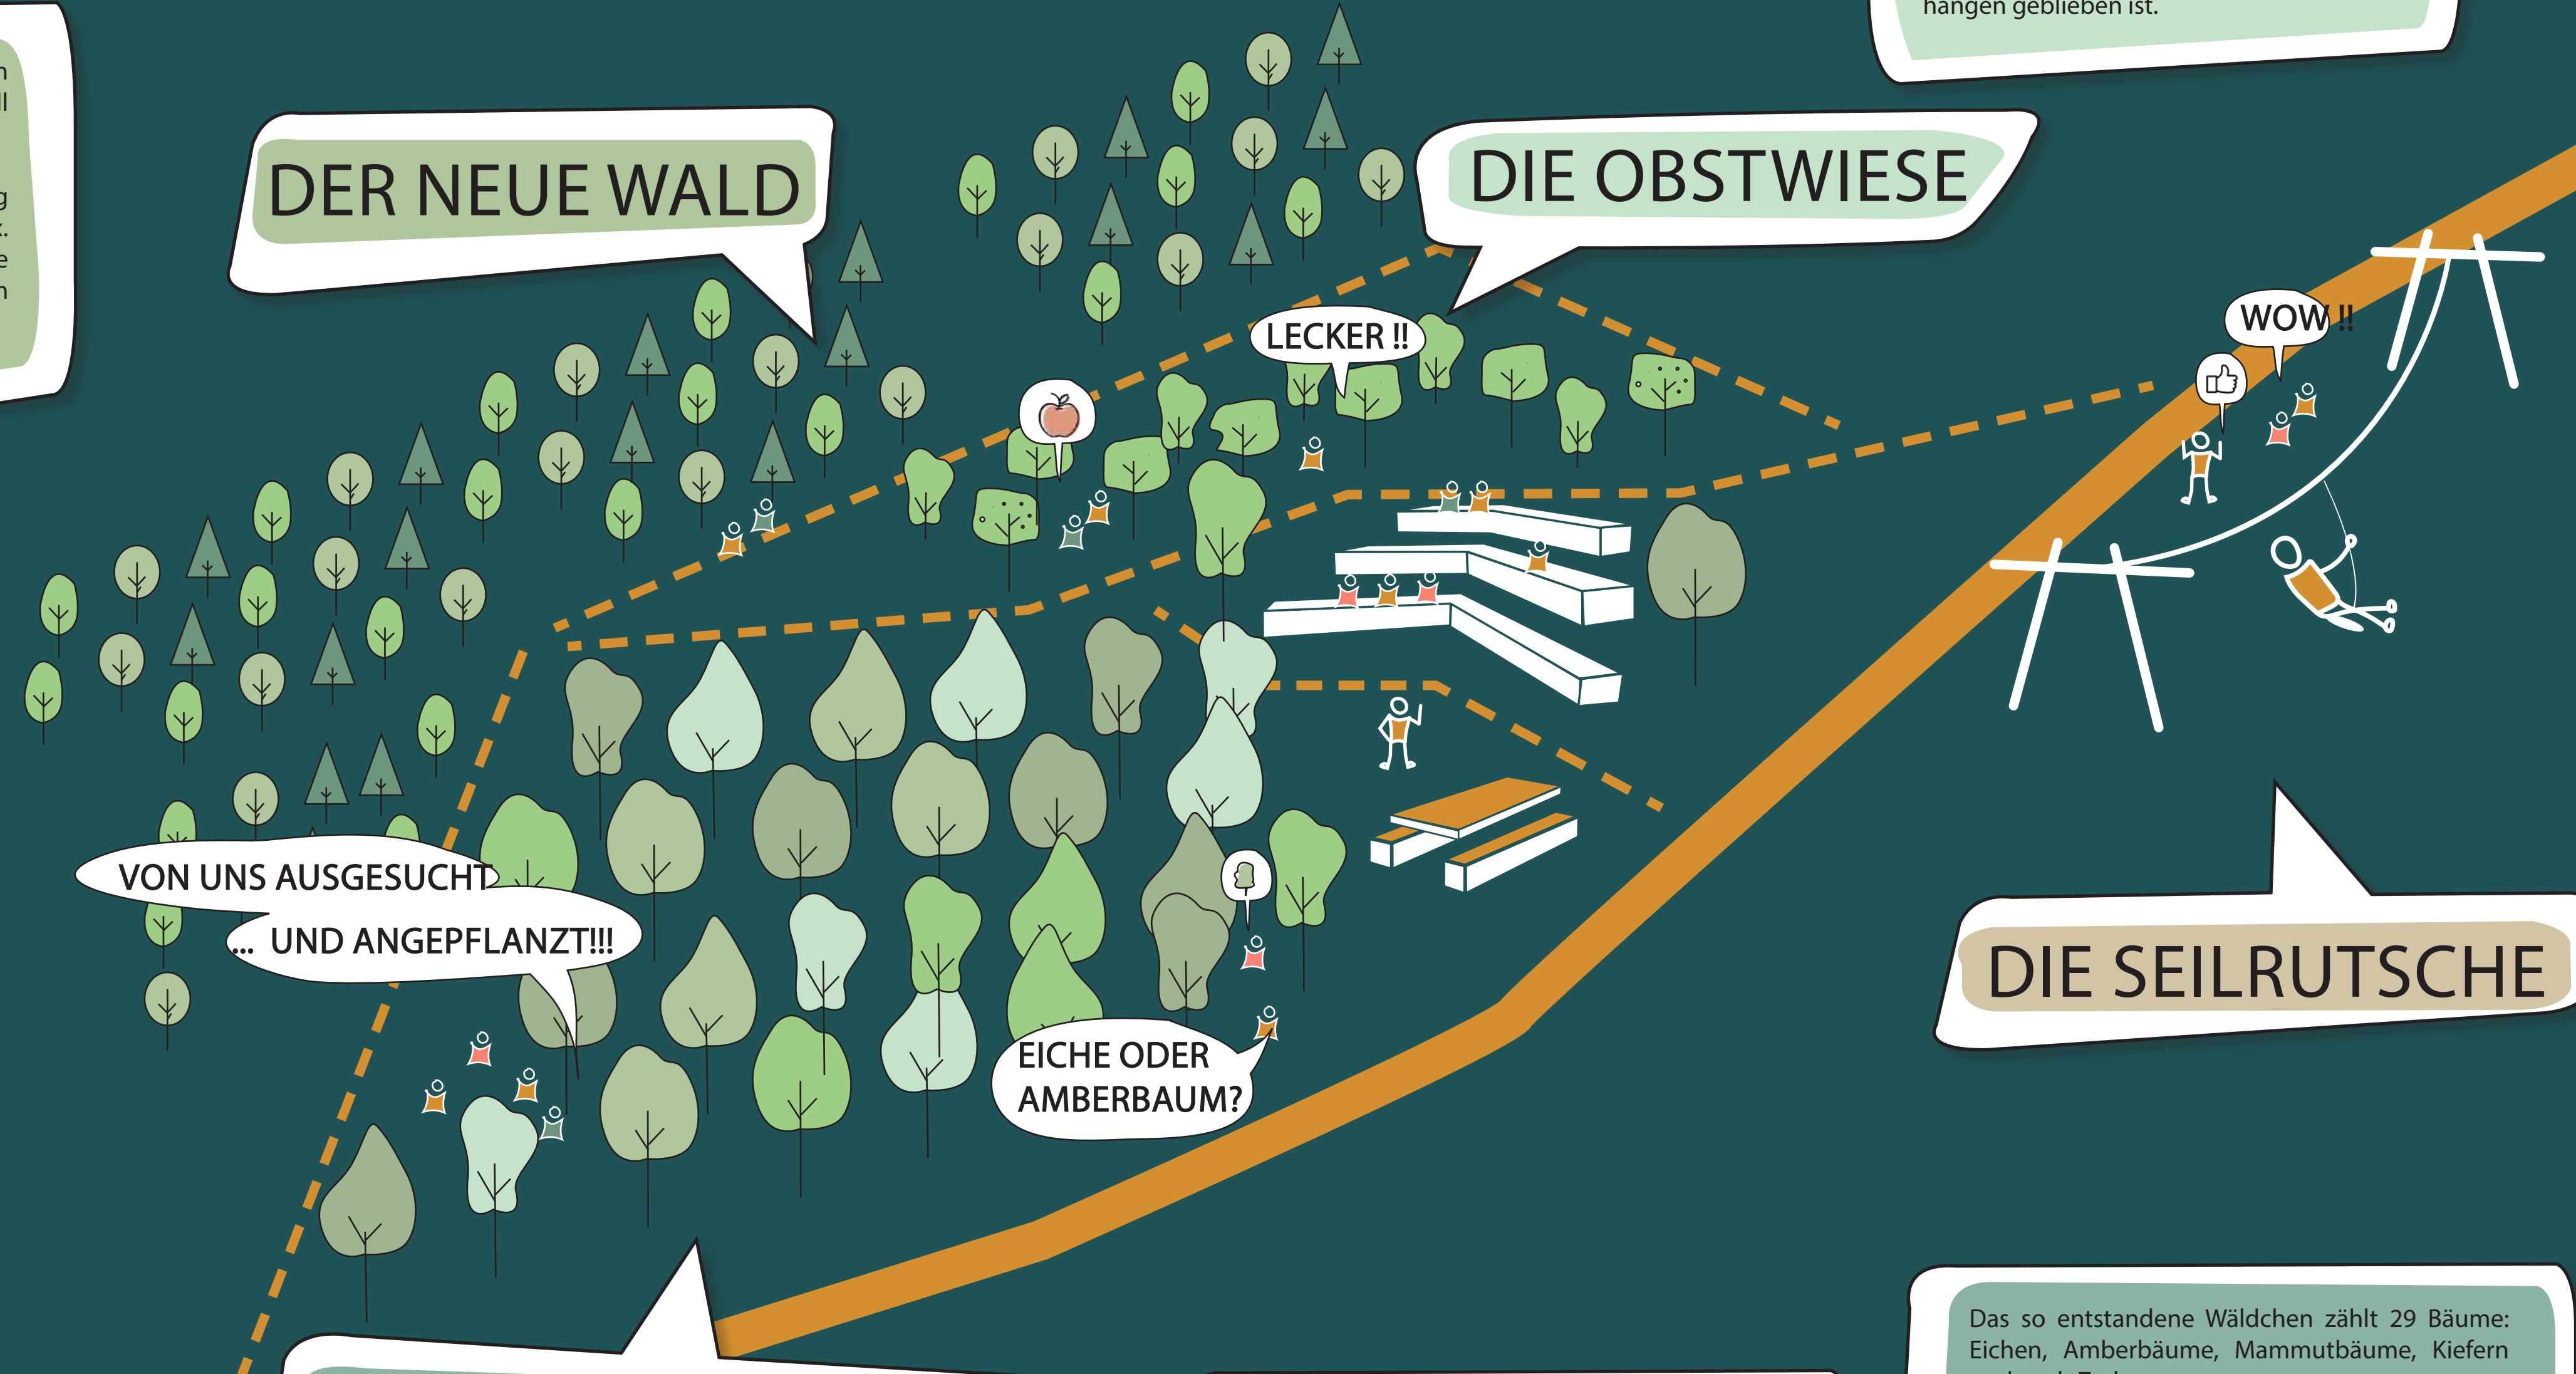 hängen geblieben ist.
DER NEUE WALD
DIE OBSTWIESE
LECKER !!
WOW !!
VON UNS AUSGESUCHT
... UND ANGEPFLANZT!!!
EICHE ODER
AMBERBAUM?
DIE SEILRUTSCHE
Das so entstandene Wäldchen zählt 29 Bäume:
Eichen, Amberbäume, Mammutbäume, Kiefern